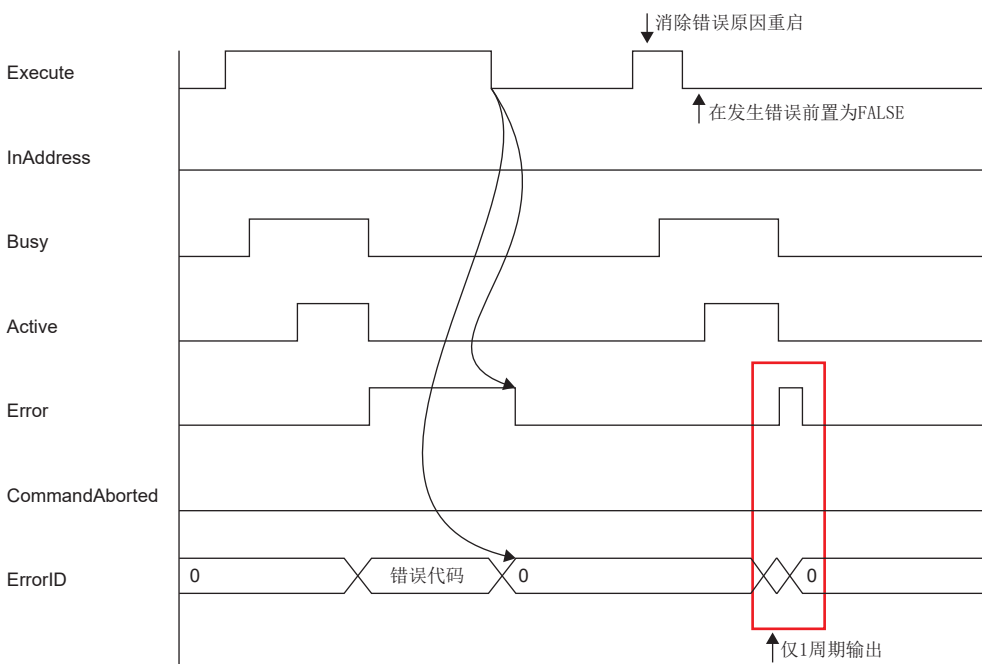 消除错误原因重启
Execute
在发生错误前置为FALSE
InAddress
Busy
Active
Error
CommandAborted
ErrorID
0
错误代码
0
0
仅1周期输出